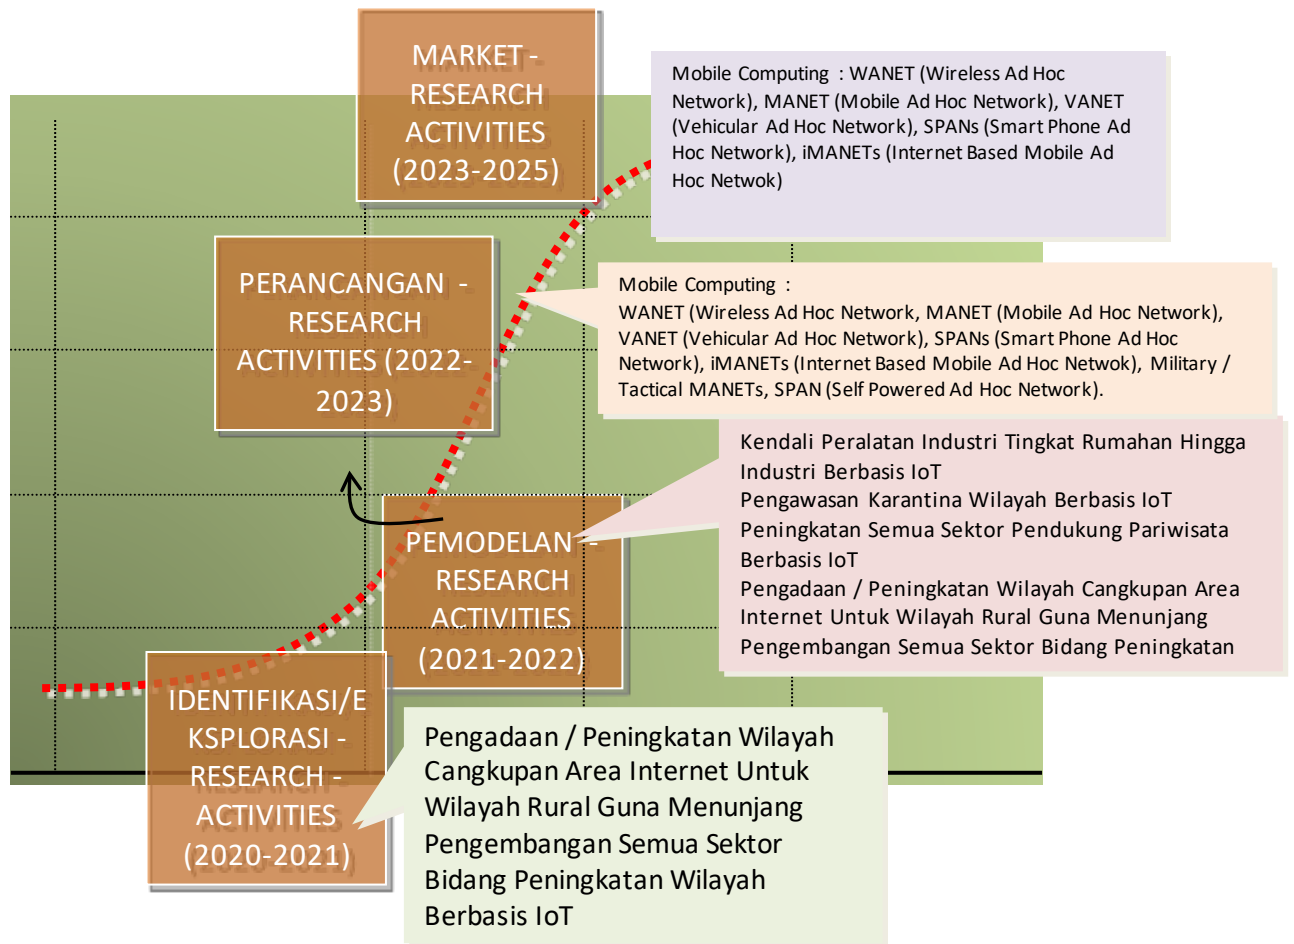 MARKET -
RESEARCH
ACTIVITIES
(2023-2025)
Mobile Computing : WANET (Wireless Ad Hoc
Network), MANET (Mobile Ad Hoc Network), VANET
(Vehicular Ad Hoc Network), SPANs (Smart Phone Ad
Hoc Network), iMANETs (Internet Based Mobile Ad
Hoc Netwok)
PERANCANGAN -
RESEARCH
ACTIVITIES (2022-
2023)
Mobile Computing :
WANET (Wireless Ad Hoc Network, MANET (Mobile Ad Hoc Network),
VANET (Vehicular Ad Hoc Network), SPANs (Smart Phone Ad Hoc
Network), iMANETs (Internet Based Mobile Ad Hoc Netwok), Military /
Tactical MANETs, SPAN (Self Powered Ad Hoc Network).
PEMODELAN -
RESEARCH
ACTIVITIES
(2021-2022)
Kendali Peralatan Industri Tingkat Rumahan Hingga
Industri Berbasis IoT
Pengawasan Karantina Wilayah Berbasis IoT
Peningkatan Semua Sektor Pendukung Pariwisata
Berbasis IoT
Pengadaan / Peningkatan Wilayah Cangkupan Area
Internet Untuk Wilayah Rural Guna Menunjang
Pengembangan Semua Sektor Bidang Peningkatan
IDENTIFIKASI/E
KSPLORASI -
RESEARCH -
ACTIVITIES
(2020-2021)
Pengadaan / Peningkatan Wilayah
Cangkupan Area Internet Untuk
Wilayah Rural Guna Menunjang
Pengembangan Semua Sektor
Bidang Peningkatan Wilayah
Berbasis IoT